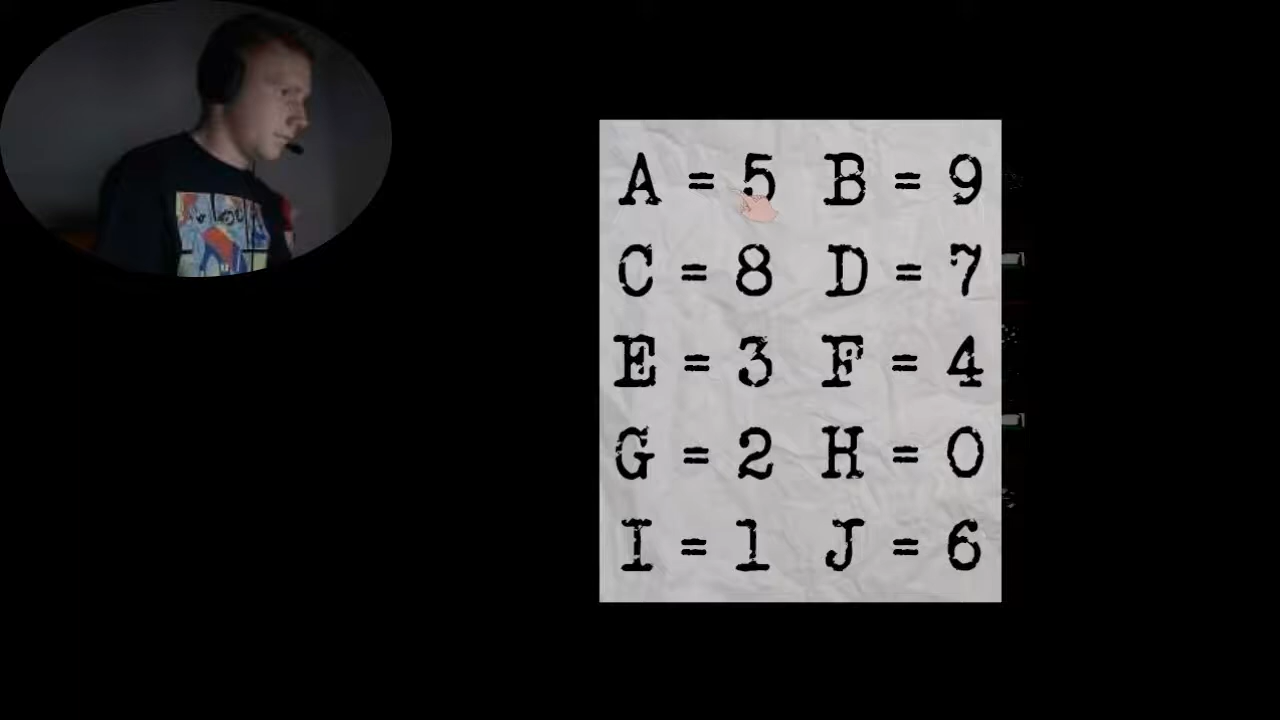 A = 5 B = 9
C = 8 D = 7
E = 3 F = 4
G = 2 H = 0
I = 1 J = 6